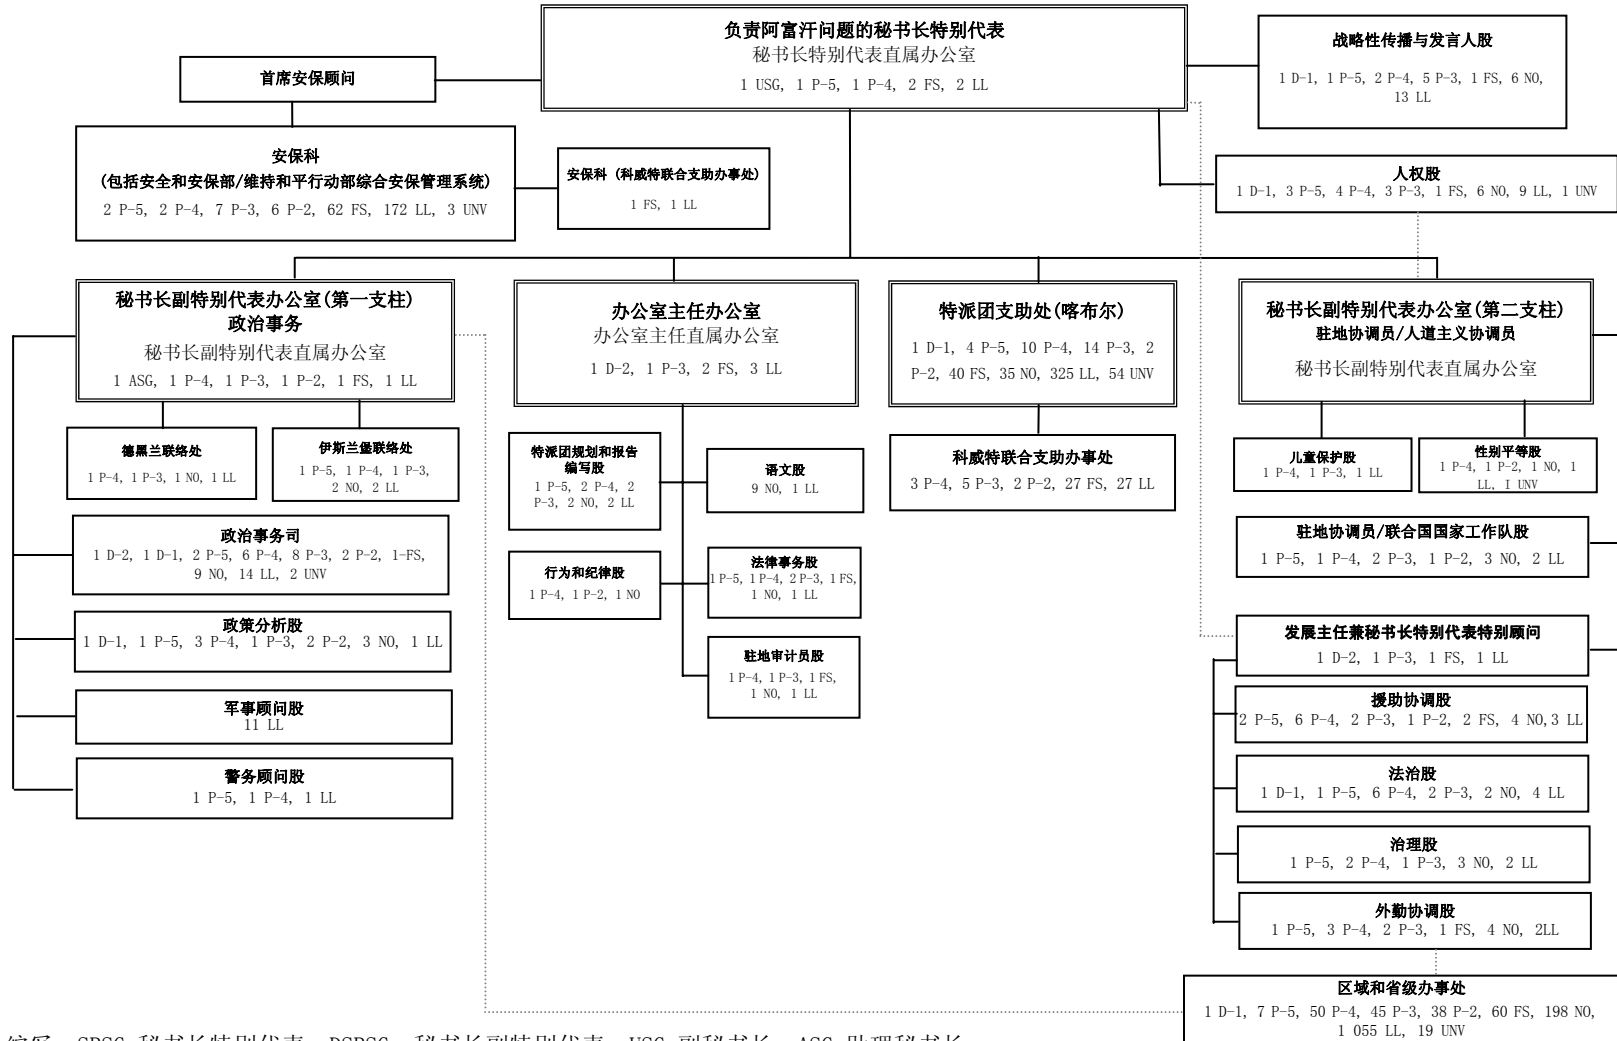 负责阿富汗问题的秘书长特别代表
秘书长特别代表直属办公室
1 USG, 1 P-5, 1 P-4, 2 FS, 2 LL
战略性传播与发言人股
1 D-1, 1 P-5, 2 P-4, 5 P-3, 1 FS, 6 NO,
13 LL
首席安保顾问
安保科
(包括安全和安保部/维持和平行动部综合安保管理系统)
2 P-5, 2 P-4, 7 P-3, 6 P-2, 62 FS, 172 LL, 3 UNV
安保科 (科威特联合支助办事处)
1 FS, 1 LL
人权股
1 D-1, 3 P-5, 4 P-4, 3 P-3, 1 FS, 6 NO, 9 LL, 1 UNV
秘书长副特别代表办公室(第一支柱)
政治事务
秘书长副特别代表直属办公室
1 ASG, 1 P-4, 1 P-3, 1 P-2, 1 FS, 1 LL
办公室主任办公室
办公室主任直属办公室
1 D-2, 1 P-3, 2 FS, 3 LL
特派团支助处(喀布尔)
1 D-1, 4 P-5, 10 P-4, 14 P-3, 2
P-2, 40 FS, 35 NO, 325 LL, 54 UNV
秘书长副特别代表办公室(第二支柱)
驻地协调员/人道主义协调员
秘书长副特别代表直属办公室
德黑兰联络处
1 P-4, 1 P-3, 1 NO, 1 LL
伊斯兰堡联络处
1 P-5, 1 P-4, 1 P-3,
2 NO, 2 LL
政治事务司
1 D-2, 1 D-1, 2 P-5, 6 P-4, 8 P-3, 2 P-2, 1-FS,
9 NO, 14 LL, 2 UNV
政策分析股
1 D-1, 1 P-5, 3 P-4, 1 P-3, 2 P-2, 3 NO, 1 LL
军事顾问股
11 LL
警务顾问股
1 P-5, 1 P-4, 1 LL
特派团规划和报告
编写股
1 P-5, 2 P-4, 2
P-3, 2 NO, 2 LL
语文股
9 NO, 1 LL
行为和纪律股
1 P-4, 1 P-2, 1 NO
法律事务股
1 P-5, 1 P-4, 2 P-3, 1 FS,
1 NO, 1 LL
驻地审计员股
1 P-4, 1 P-3, 1 FS,
1 NO, 1 LL
科威特联合支助办事处
3 P-4, 5 P-3, 2 P-2, 27 FS, 27 LL
儿童保护股
1 P-4, 1 P-3, 1 LL
性别平等股
1 P-4, 1 P-2, 1 NO, 1
LL, I UNV
驻地协调员/联合国国家工作队股
1 P-5, 1 P-4, 2 P-3, 1 P-2, 3 NO, 2 LL
发展主任兼秘书长特别代表特别顾问
1 D-2, 1 P-3, 1 FS, 1 LL
援助协调股
2 P-5, 6 P-4, 2 P-3, 1 P-2, 2 FS, 4 NO,3 LL
法治股
1 D-1, 1 P-5, 6 P-4, 2 P-3, 2 NO, 4 LL
治理股
1 P-5, 2 P-4, 1 P-3, 3 NO, 2 LL
外勤协调股
1 P-5, 3 P-4, 2 P-3, 1 FS, 4 NO, 2LL
区域和省级办事处
1 D-1, 7 P-5, 50 P-4, 45 P-3, 38 P-2, 60 FS, 198 NO,
1 055 LL, 19 UNV